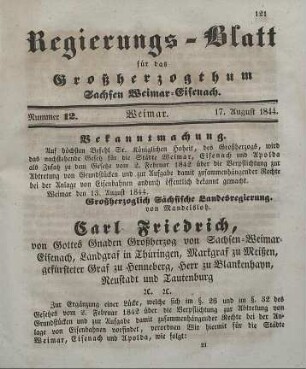 121
Regierungs-Blatt
für das
Großherzogthum
Sachsen Weimar-Eisenach.
Nummer 12. Weimar. 17. August 1844.
Bekanntmachung.
Auf höchsten Befehl Sr. Königlichen Hoheit, des Großherzogs, wird
das nachstehende Gesetz für die Städte Weimar, Eisenach und Apolda
als Zusatz zu dem Gesetz vom 2. Februar 1842 über die Verpflichtung zur
Abtretung von Grundstücken und zur Aufgabe damit zusammenhängender Rechte
bei der Anlage von Eisenbahnen andurch öffentlich bekannt gemacht.
Weimar den 13. August 1844.
Großherzoglich Sächsische Landesregierung.
von Mandelsloh.
Carl Friedrich,
von Gottes Gnaden Großherzog von Sachsen-Weimar-
Eisenach, Landgraf in Thüringen, Markgraf zu Meißen,
gefürsteter Graf zu Henneberg, Herr zu Blankenhayn,
Neustadt und Tautenburg
ꝛc. ꝛc.
Zur Ergänzung einer Lücke, welche sich im §. 28 und im §. 32 des
Gesetzes vom 2. Februar 1842 über die Verpflichtung zur Abtretung von
Grundstücken und zur Aufgabe damit zusammenhängender Rechte bei der An-
lage von Eisenbahnen vorfindet, verordnen Wir hiermit für die Städte
Weimar, Eisenach und Apolda, wie folgt: